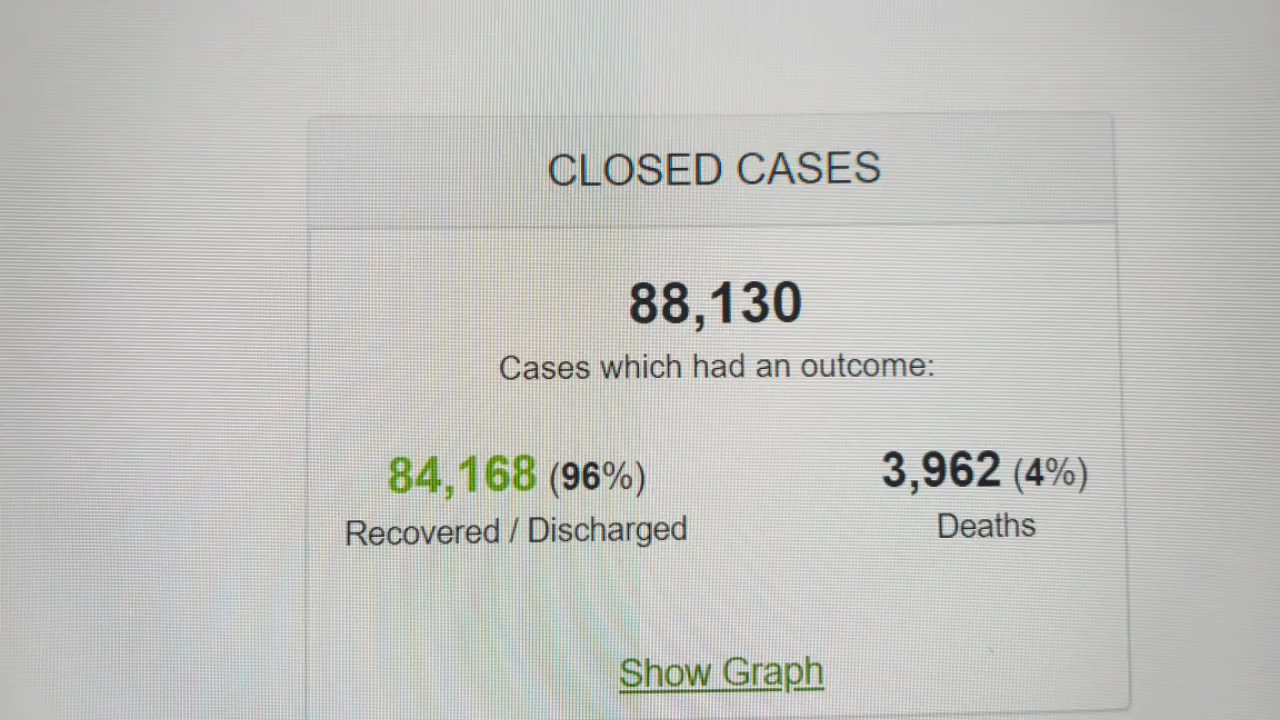 CLOSED CASES
88,130
Cases which had an outcome:
84,168 (96%) 3,962 (4%)
Recovered / Discharged Deaths
Show Graph